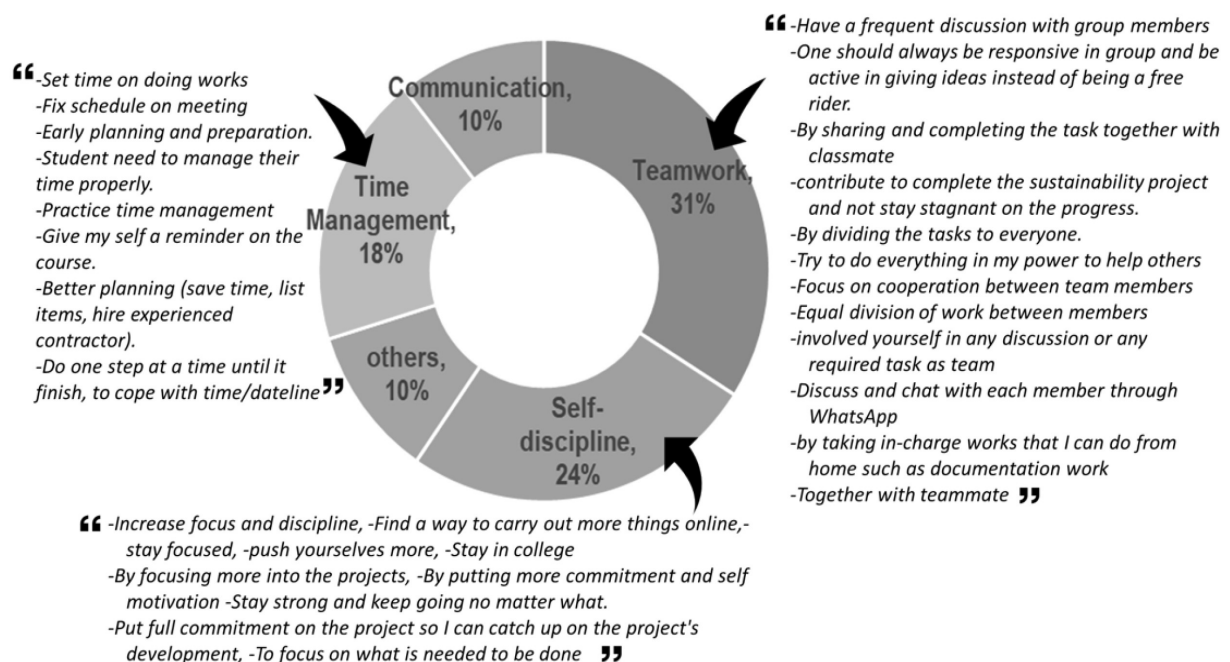 “ -Set time on doing works
-Fix schedule on meeting
-Early planning and preparation.
-Student need to manage their
time properly.
-Practice time management
-Give my self a reminder on the
course.
-Better planning (save time, list
items, hire experienced
contractor).
-Do one step at a time until it
finish, to cope with time/dateline ”
Communication,
10%
Time
Management,
18%
others,
10%
Self-
discipline,
24%
Teamwork,
31%
“ -Have a frequent discussion with group members
-One should always be responsive in group and be
active in giving ideas instead of being a free
rider.
-By sharing and completing the task together with
classmate
-contribute to complete the sustainability project
and not stay stagnant on the progress.
-By dividing the tasks to everyone.
-Try to do everything in my power to help others
-Focus on cooperation between team members
-Equal division of work between members
-involved yourself in any discussion or any
required task as team
-Discuss and chat with each member through
WhatsApp
-by taking in-charge works that I can do from
home such as documentation work
-Together with teammate ”
“ -Increase focus and discipline, -Find a way to carry out more things online,-
stay focused, -push yourselves more, -Stay in college
-By focusing more into the projects, -By putting more commitment and self
motivation -Stay strong and keep going no matter what.
-Put full commitment on the project so I can catch up on the project's
development, -To focus on what is needed to be done ”